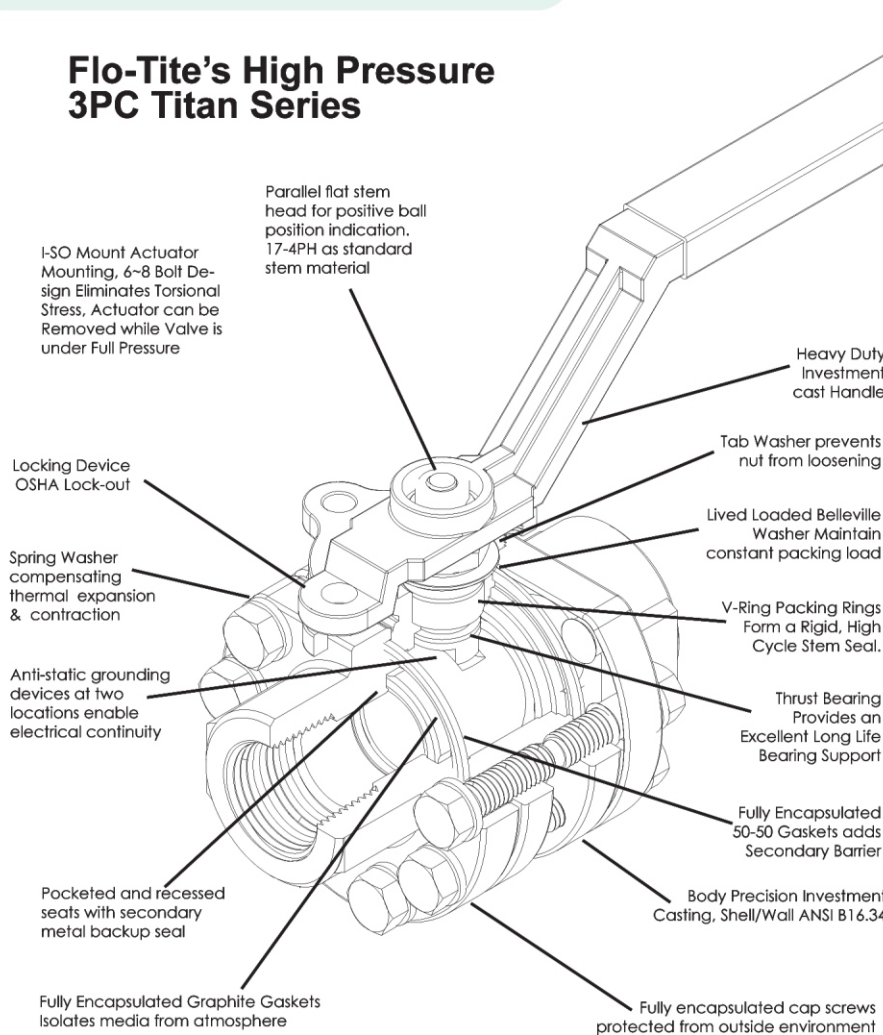 Flo-Tite's High Pressure
3PC Titan Series
Parallel flat stem
head for positive ball
position indication.
17-4PH as standard
stem material
I-SO Mount Actuator
Mounting, 6~8 Bolt De-
sign Eliminates Torsional
Stress, Actuator can be
Removed while Valve is
under Full Pressure
Heavy Duty
Investment
cast Handle
Tab Washer prevents
nut from loosening
Locking Device
OSHA Lock-out
Lived Loaded Belleville
Washer Maintain
constant packing load
Spring Washer
compensating
thermal expansion
& contraction
V-Ring Packing Rings
Form a Rigid, High
Cycle Stem Seal.
Anti-static grounding
devices at two
locations enable
electrical continuity
Thrust Bearing
Provides an
Excellent Long Life
Bearing Support
Fully Encapsulated
50-50 Gaskets adds
Secondary Barrier
Pocketed and recessed
seats with secondary
metal backup seal
Body Precision Investment
Casting, Shell/Wall ANSI B16.34
Fully Encapsulated Graphite Gaskets
Isolates media from atmosphere
Fully encapsulated cap screws
protected from outside environment